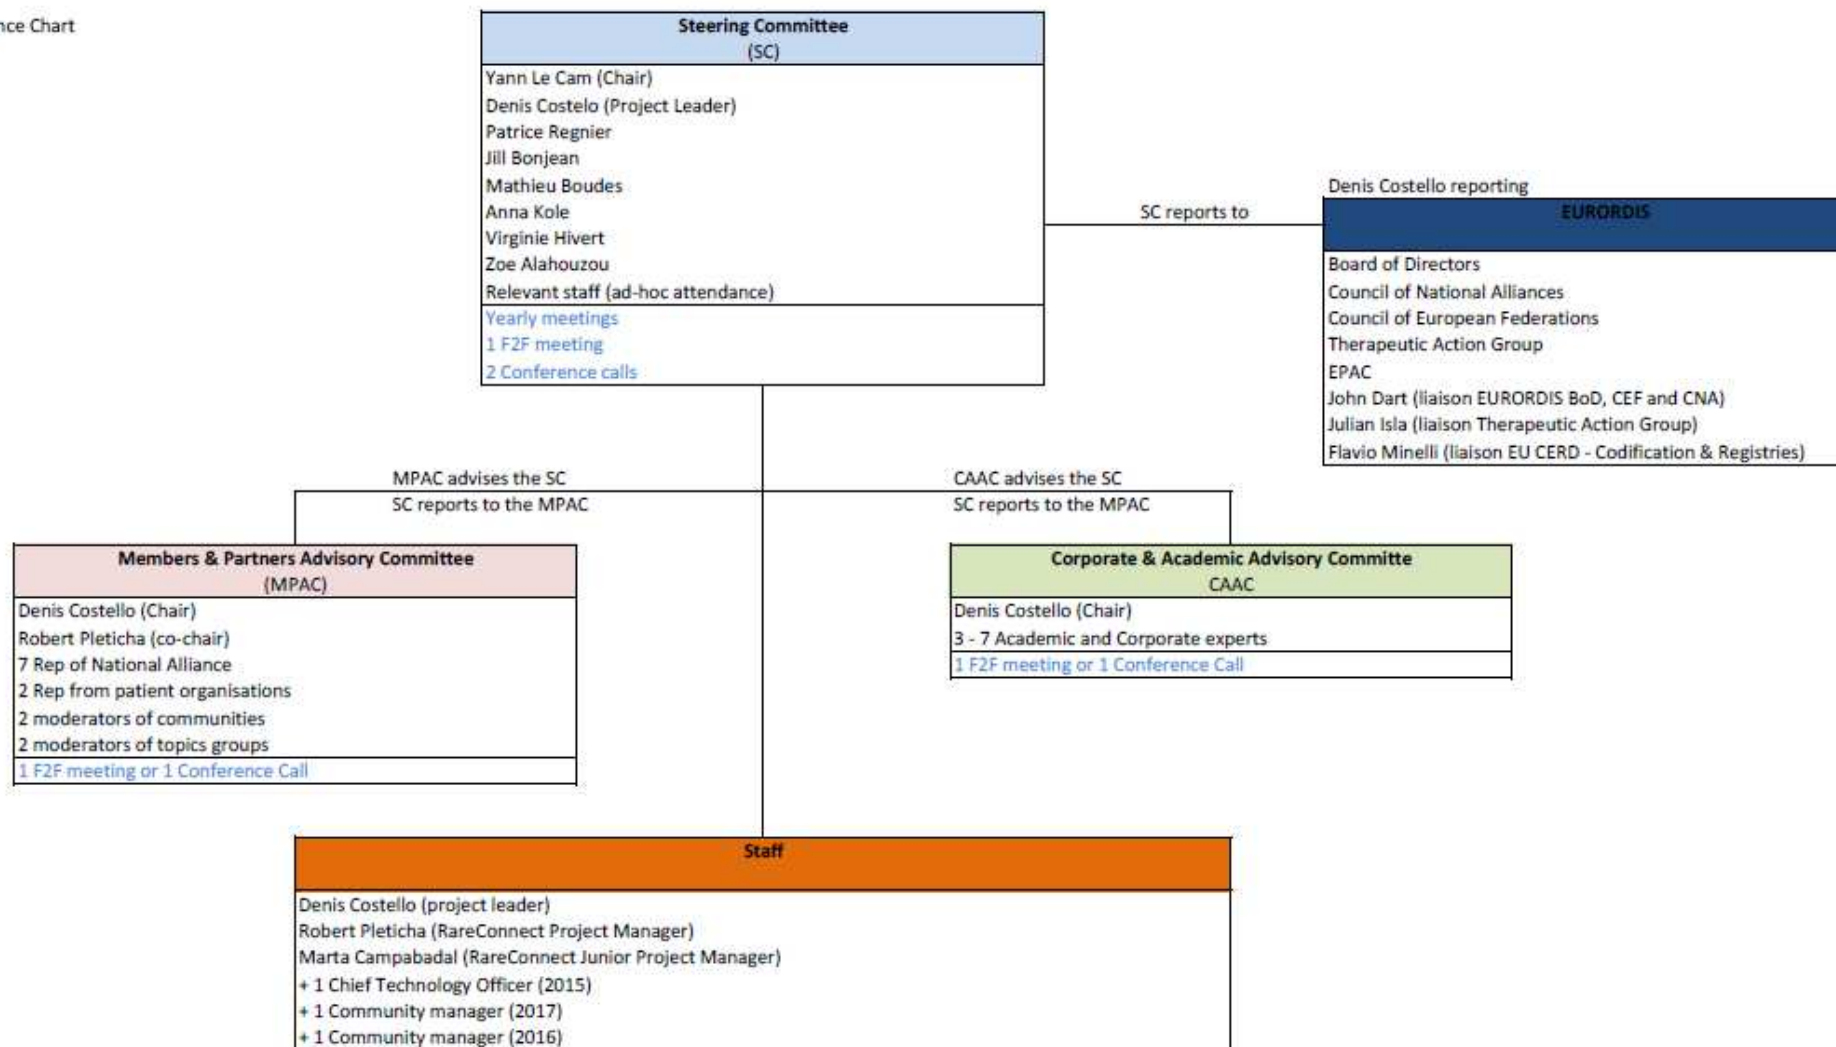 nce Chart
Steering Committee
(SC)
Yann Le Cam (Chair)
Denis Costelo (Project Leader)
Patrice Regnier
Jill Bonjean
Mathieu Boudes
Anna Kole
Virginie Hivert
Zoe Alahouzou
Relevant staff (ad-hoc attendance)
Yearly meetings
1 F2F meeting
2 Conference calls
SC reports to
Denis Costello reporting
EURORDIS
Board of Directors
Council of National Alliances
Council of European Federations
Therapeutic Action Group
EPAC
John Dart (liaison EURORDIS BoD, CEF and CNA)
Julian Isla (liaison Therapeutic Action Group)
Flavio Minelli (liaison EU CERD - Codification & Registries)
MPAC advises the SC
SC reports to the MPAC
CAAC advises the SC
SC reports to the MPAC
Members & Partners Advisory Committee
(MPAC)
Denis Costello (Chair)
Robert Pleticha (co-chair)
7 Rep of National Alliance
2 Rep from patient organisations
2 moderators of communities
2 moderators of topics groups
1 F2F meeting or 1 Conference Call
Corporate & Academic Advisory Committe
CAAC
Denis Costello (Chair)
3 - 7 Academic and Corporate experts
1 F2F meeting or 1 Conference Call
Staff
Denis Costello (project leader)
Robert Pleticha (RareConnect Project Manager)
Marta Campabadal (RareConnect Junior Project Manager)
+ 1 Chief Technology Officer (2015)
+ 1 Community manager (2017)
+ 1 Community manager (2016)